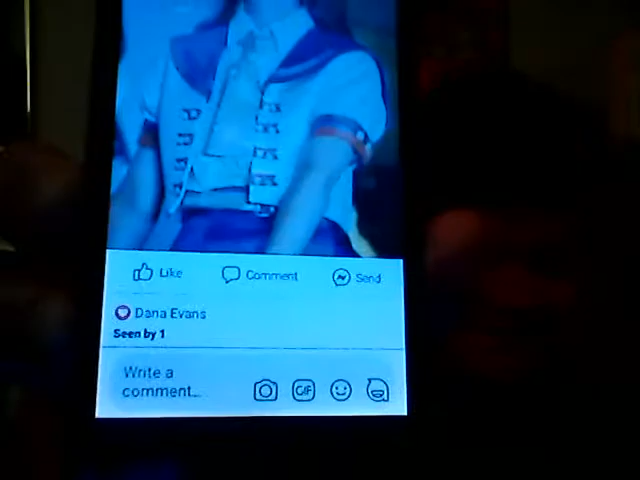 Like Comment Send
Dana Evans
Seen by 1
Write a
comment...
GIF